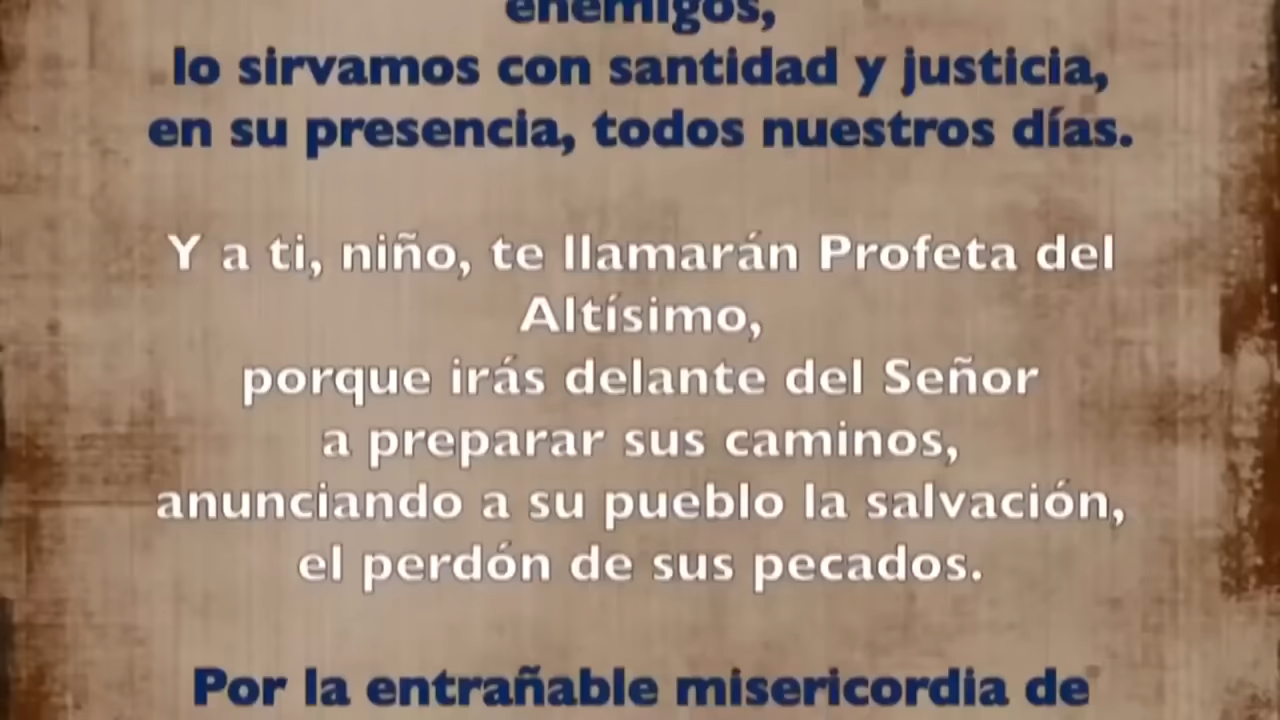 enemigos,
lo sirvamos con santidad y justicia,
en su presencia, todos nuestros días.
Y a ti, niño, te llamarán Profeta del
Altísimo,
porque irás delante del Señor
a preparar sus caminos,
anunciando a su pueblo la salvación,
el perdón de sus pecados.
Por la entrañable misericordia de